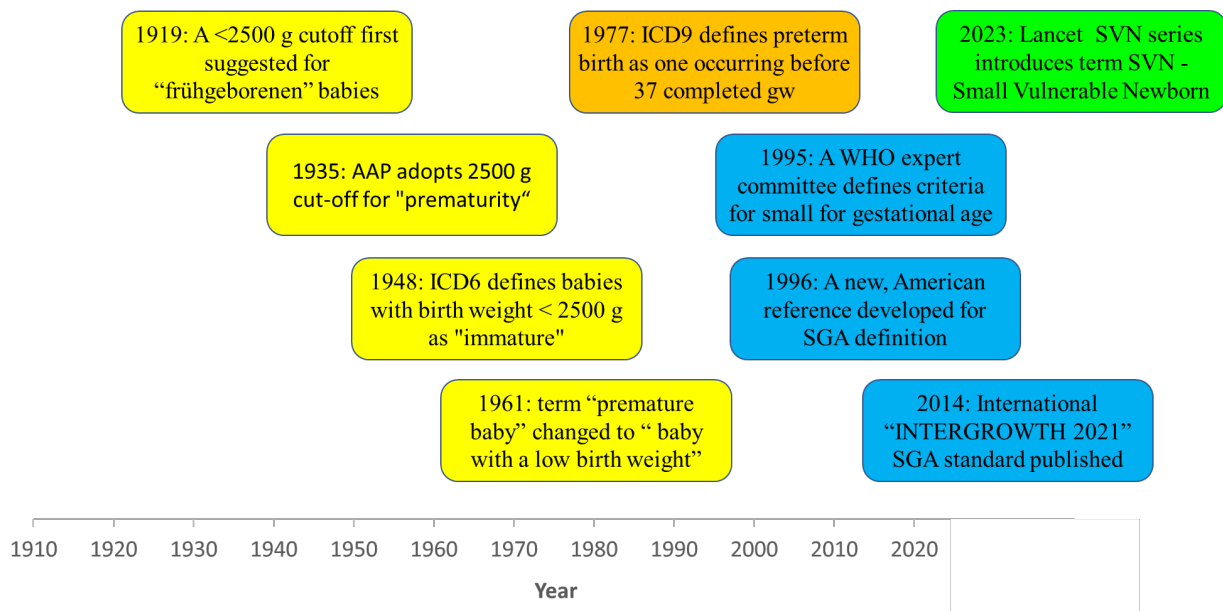 1919: A <2500 g cutoff first
suggested for
“frühgeborenen” babies
1977: ICD9 defines preterm
birth as one occurring before
37 completed gw
2023: Lancet SVN series
introduces term SVN -
Small Vulnerable Newborn
1935: AAP adopts 2500 g
cut-off for "prematurity“
1995: A WHO expert
committee defines criteria
for small for gestational age
1948: ICD6 defines babies
with birth weight < 2500 g
as "immature"
1996: A new, American
reference developed for
SGA definition
1961: term “premature
baby” changed to “ baby
with a low birth weight”
2014: International
“INTERGROWTH 2021”
SGA standard published
1910 1920 1930 1940 1950 1960 1970 1980 1990 2000 2010 2020
Year